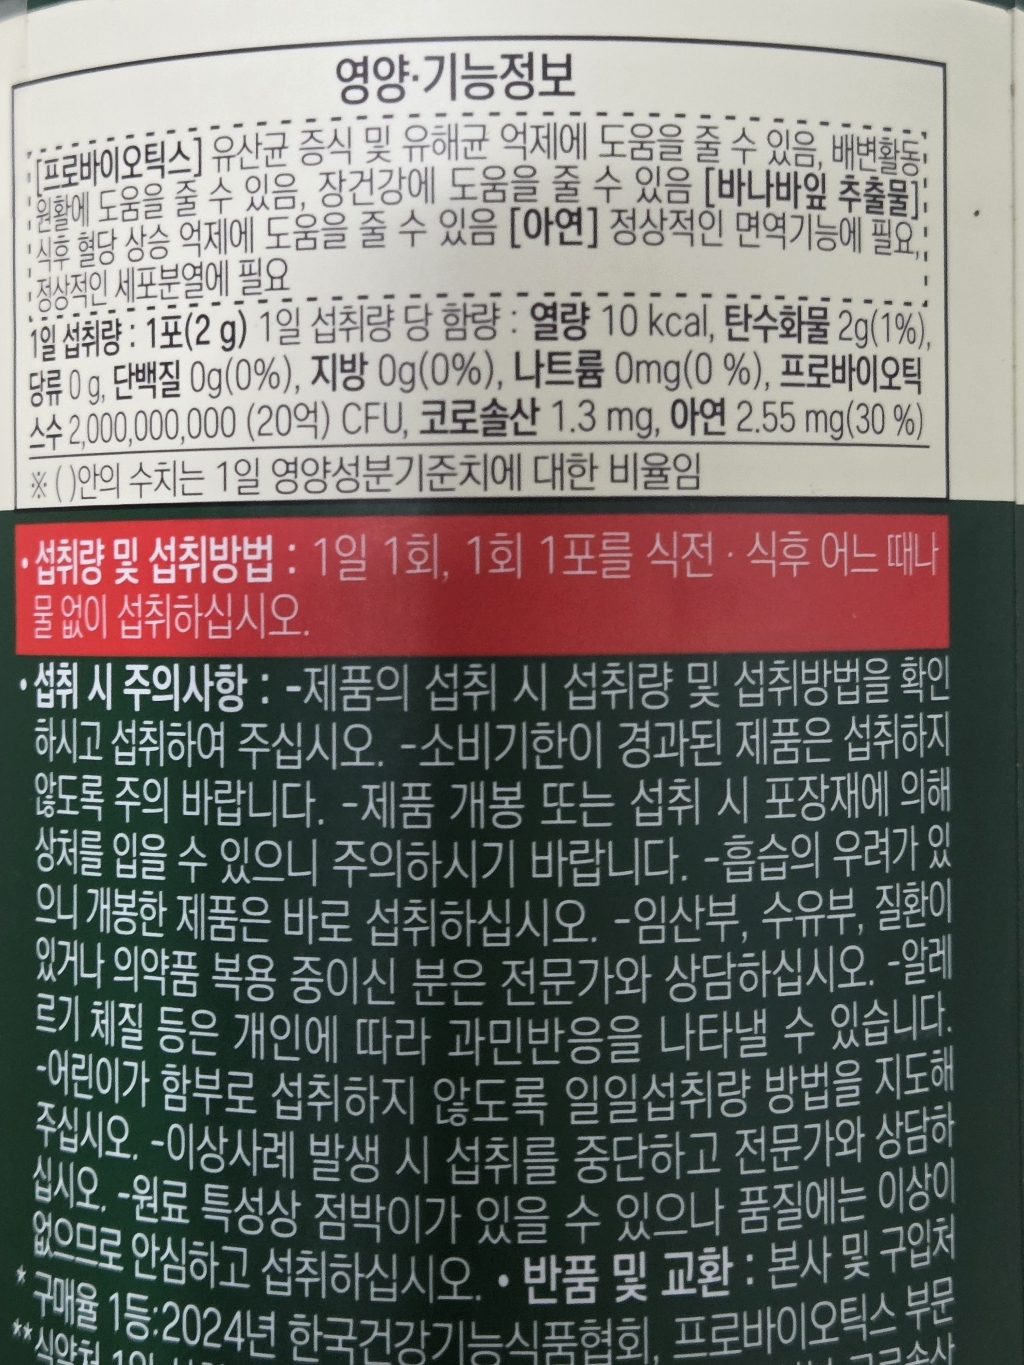 영양·기능정보
[프로바이오틱스] 유산균 증식 및 유해균 억제에 도움을 줄 수 있음, 배변활동
원활에 도움을 줄 수 있음, 장건강에 도움을 줄 수 있음 [바나바잎 추출물]
식후 혈당 상승 억제에 도움을 줄 수 있음 [아연] 정상적인 면역기능에 필요,
정상적인 세포분열에 필요
1일 섭취량 : 1포(2 g) 1일 섭취량 당 함량 : 열량 10 kcal, 탄수화물 2g(1%),
당류 0 g, 단백질 0g(0%), 지방 0g(0%), 나트륨 0mg(0 %), 프로바이오틱
스수 2,000,000,000 (20억) CFU, 코로솔산 1.3 mg, 아연 2.55 mg(30 %)
※ ( )안의 수치는 1일 영양성분기준치에 대한 비율임
• 섭취량 및 섭취방법 : 1일 1회, 1회 1포를 식전 · 식후 어느 때나
물 없이 섭취하십시오.
• 섭취 시 주의사항 : -제품의 섭취 시 섭취량 및 섭취방법을 확인
하시고 섭취하여 주십시오. -소비기한이 경과된 제품은 섭취하지
않도록 주의 바랍니다. -제품 개봉 또는 섭취 시 포장재에 의해
상처를 입을 수 있으니 주의하시기 바랍니다. -흡습의 우려가 있
으니 개봉한 제품은 바로 섭취하십시오. -임산부, 수유부, 질환이
있거나 의약품 복용 중이신 분은 전문가와 상담하십시오. -알레
르기 체질 등은 개인에 따라 과민반응을 나타낼 수 있습니다.
-어린이가 함부로 섭취하지 않도록 일일섭취량 방법을 지도해
주십시오. -이상사례 발생 시 섭취를 중단하고 전문가와 상담하
십시오. -원료 특성상 점박이가 있을 수 있으나 품질에는 이상이
없으므로 안심하고 섭취하십시오. • 반품 및 교환 : 본사 및 구입처
* 구매율 1등:2024년 한국건강기능식품협회, 프로바이오틱스 부문
** 식약처